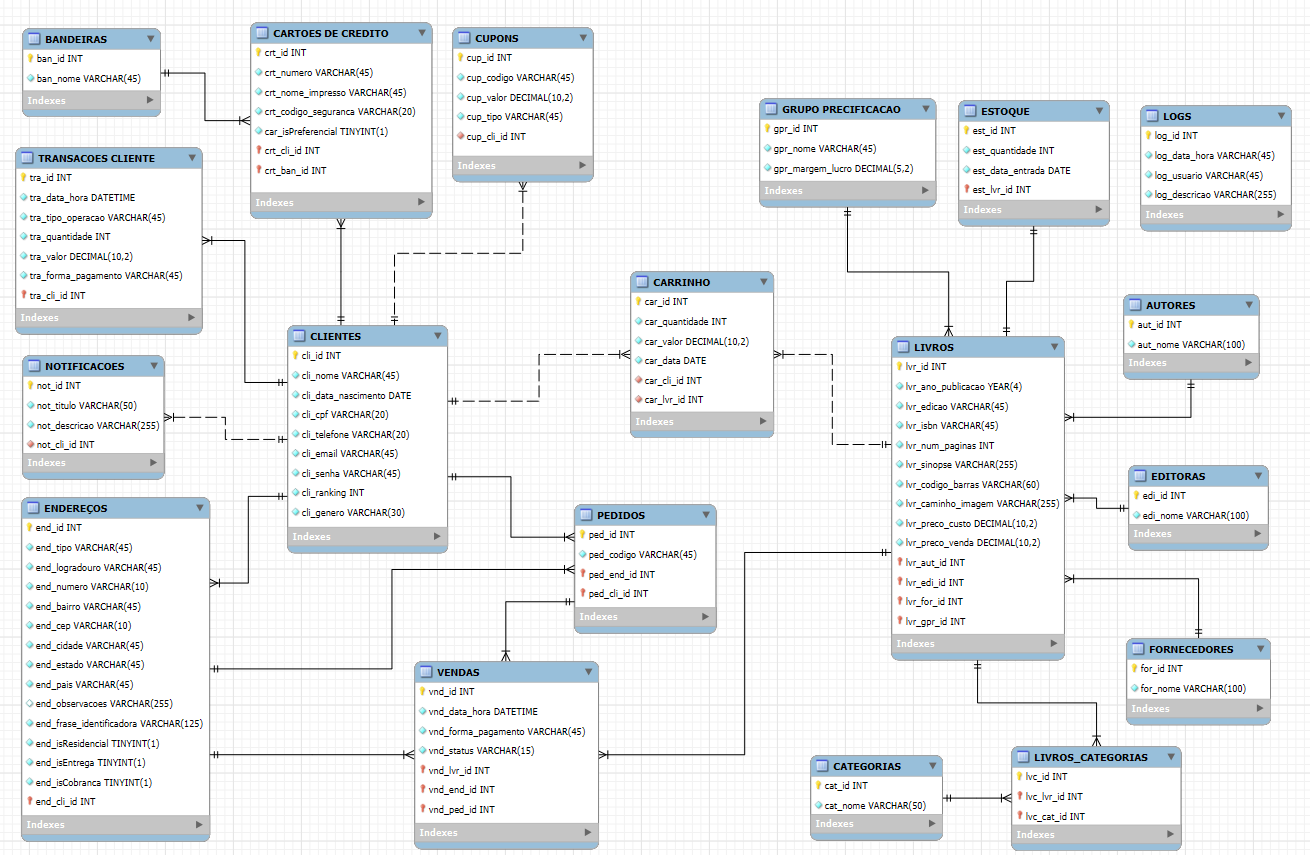 BANDEIRAS
ban_id INT
ban_nome VARCHAR(45)
Indexes
CARTOES DE CREDITO
crt_id INT
crt_numero VARCHAR(45)
crt_nome_impresso VARCHAR(45)
crt_codigo_seguranca VARCHAR(20)
car_isPreferencial TINYINT(1)
crt_cli_id INT
crt_ban_id INT
Indexes
CUPONS
cup_id INT
cup_codigo VARCHAR(45)
cup_valor DECIMAL(10,2)
cup_tipo VARCHAR(45)
cup_cli_id INT
Indexes
GRUPO PRECIFICACAO
gpr_id INT
gpr_nome VARCHAR(45)
gpr_margem_lucro DECIMAL(5,2)
Indexes
ESTOQUE
est_id INT
est_quantidade INT
est_data_entrada DATE
est_lvr_id INT
Indexes
LOGS
log_id INT
log_data_hora VARCHAR(45)
log_usuario VARCHAR(45)
log_descricao VARCHAR(255)
Indexes
TRANSACOES CLIENTE
tra_id INT
tra_data_hora DATETIME
tra_tipo_operacao VARCHAR(45)
tra_quantidade INT
tra_valor DECIMAL(10,2)
tra_forma_pagamento VARCHAR(45)
tra_cli_id INT
Indexes
CARRINHO
car_id INT
car_quantidade INT
car_valor DECIMAL(10,2)
car_data DATE
car_cli_id INT
car_lvr_id INT
Indexes
AUTORES
aut_id INT
aut_nome VARCHAR(100)
Indexes
CLIENTES
cli_id INT
cli_nome VARCHAR(45)
cli_data_nascimento DATE
cli_cpf VARCHAR(20)
cli_telefone VARCHAR(20)
cli_email VARCHAR(45)
cli_senha VARCHAR(45)
cli_ranking INT
cli_genero VARCHAR(30)
Indexes
LIVROS
lvr_id INT
lvr_ano_publicacao YEAR(4)
lvr_edicao VARCHAR(45)
lvr_isbn VARCHAR(45)
lvr_num_paginas INT
lvr_sinopse VARCHAR(255)
lvr_codigo_barras VARCHAR(60)
lvr_caminho_imagem VARCHAR(255)
lvr_preco_custo DECIMAL(10,2)
lvr_preco_venda DECIMAL(10,2)
lvr_aut_id INT
lvr_edi_id INT
lvr_for_id INT
lvr_gpr_id INT
Indexes
NOTIFICACOES
not_id INT
not_titulo VARCHAR(50)
not_descricao VARCHAR(255)
not_cli_id INT
Indexes
EDITORAS
edi_id INT
edi_nome VARCHAR(100)
Indexes
ENDEREÇOS
end_id INT
end_tipo VARCHAR(45)
end_logradouro VARCHAR(45)
end_numero VARCHAR(10)
end_bairro VARCHAR(45)
end_cep VARCHAR(10)
end_cidade VARCHAR(45)
end_estado VARCHAR(45)
end_pais VARCHAR(45)
end_observacoes VARCHAR(255)
end_frase_identificadora VARCHAR(125)
end_isResidencial TINYINT(1)
end_isEntrega TINYINT(1)
end_isCobranca TINYINT(1)
end_cli_id INT
Indexes
PEDIDOS
ped_id INT
ped_codigo VARCHAR(45)
ped_end_id INT
ped_cli_id INT
Indexes
FORNECEDORES
for_id INT
for_nome VARCHAR(100)
Indexes
VENDAS
vnd_id INT
vnd_data_hora DATETIME
vnd_forma_pagamento VARCHAR(45)
vnd_status VARCHAR(15)
vnd_lvr_id INT
vnd_end_id INT
vnd_ped_id INT
Indexes
CATEGORIAS
cat_id INT
cat_nome VARCHAR(50)
Indexes
LIVROS_CATEGORIAS
lvc_id INT
lvc_lvr_id INT
lvc_cat_id INT
Indexes